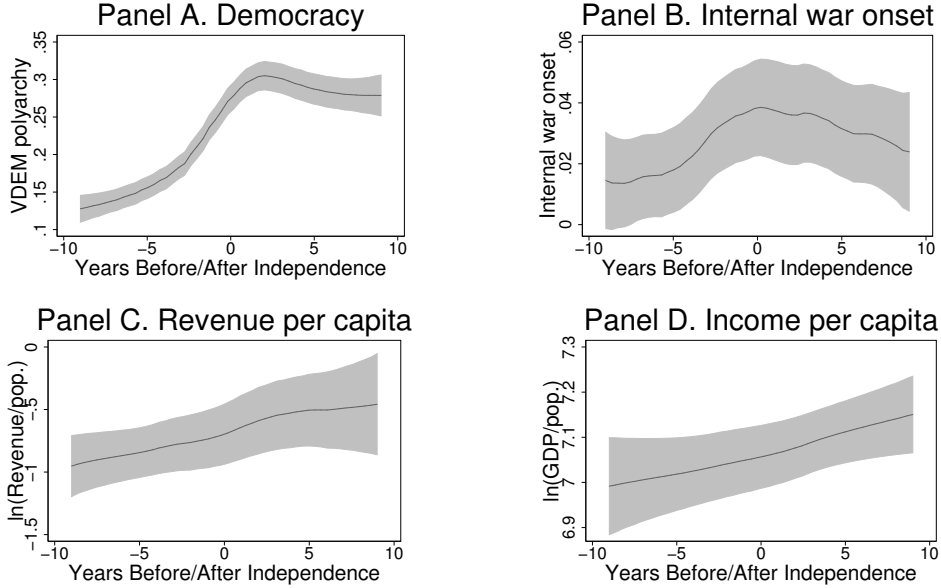 Panel A. Democracy
VDEM polyarchy
.1 .15 .2 .25 .3 .35
−10 −5 0 5 10
Years Before/After Independence
Panel B. Internal war onset
Internal war onset
0 .02 .04 .06
−10 −5 0 5 10
Years Before/After Independence
Panel C. Revenue per capita
ln(Revenue/pop.)
−1.5 −1 −.5 0
−10 −5 0 5 10
Years Before/After Independence
Panel D. Income per capita
ln(GDP/pop.)
6.9 7 7.1 7.2 7.3
−10 −5 0 5 10
Years Before/After Independence